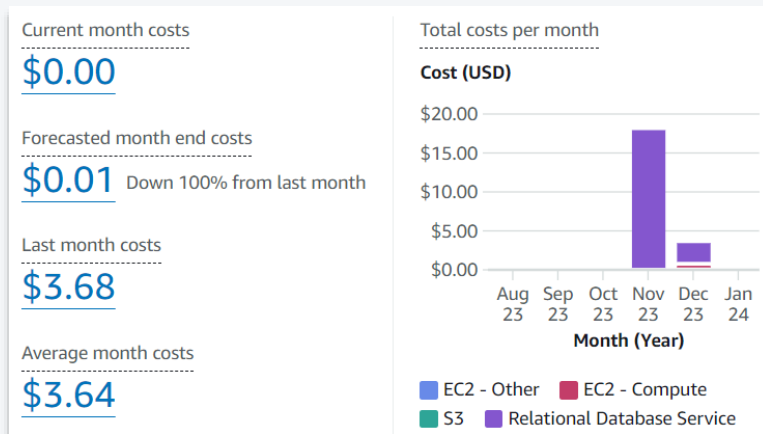 Current month costs
$0.00
Forecasted month end costs
$0.01 Down 100% from last month
Last month costs
$3.68
Average month costs
$3.64
Total costs per month
Cost (USD)
$20.00
$15.00
$10.00
$5.00
$0.00
Aug Sep Oct Nov Dec Jan
23 23 23 23 23 24
Month (Year)
EC2 - Other EC2 - Compute
S3 Relational Database Service